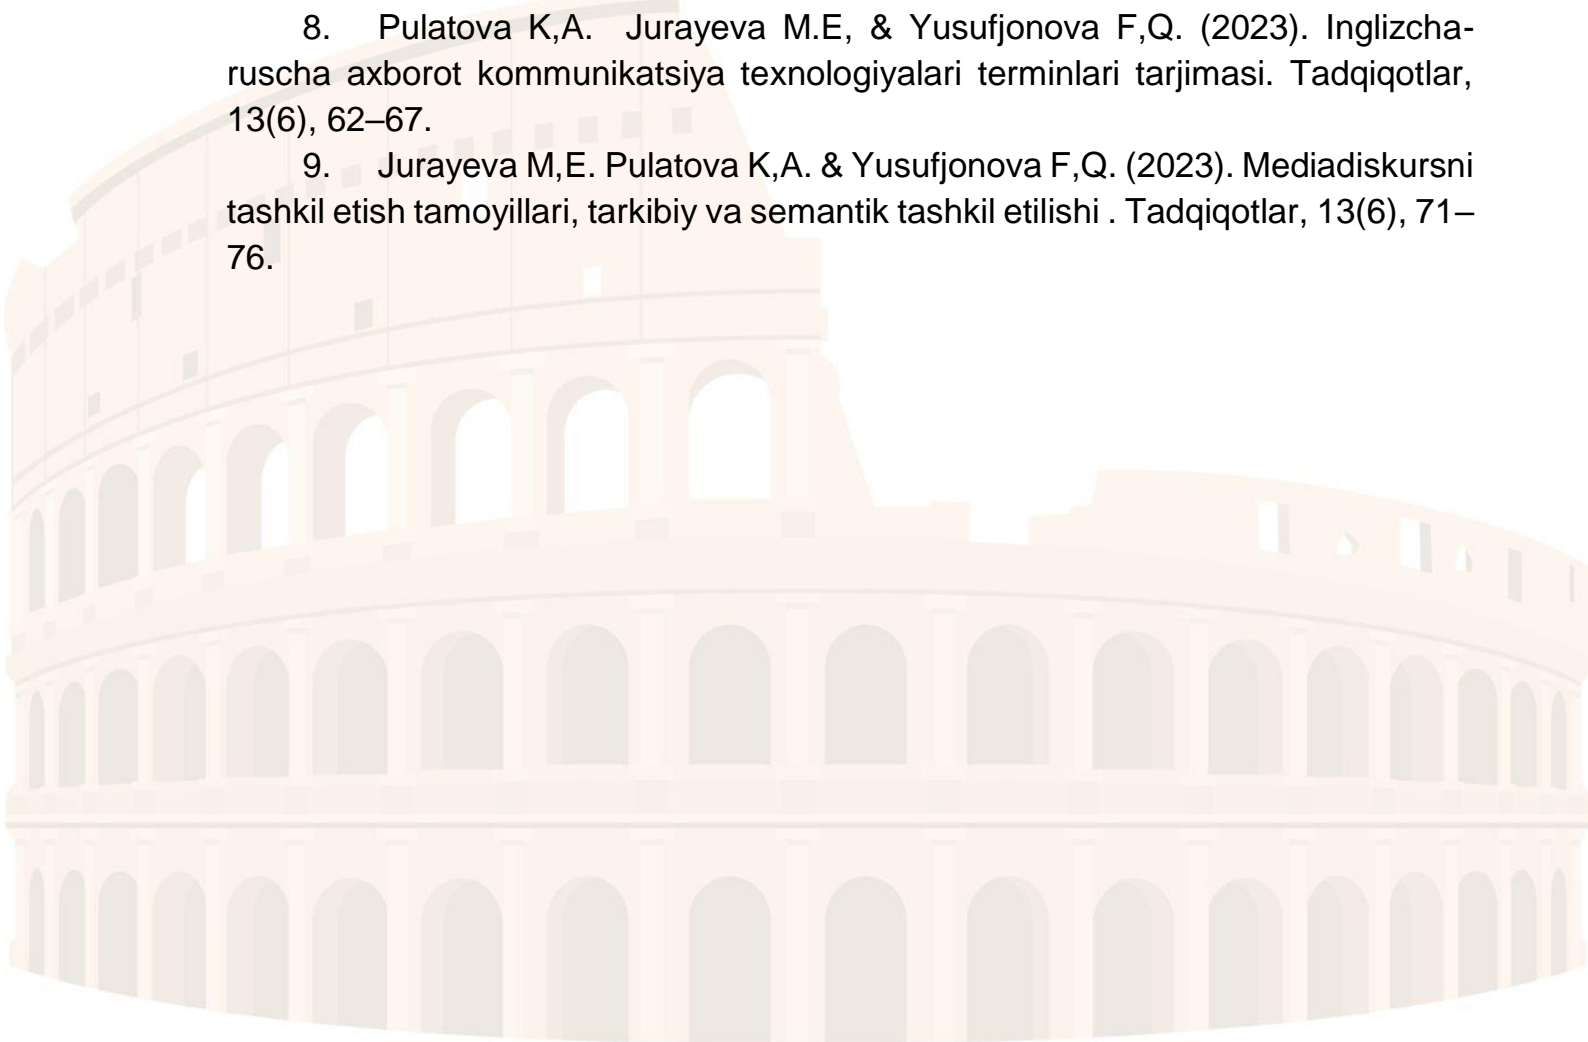 8. Pulatova K,A. Jurayeva M.E, & Yusufjonova F,Q. (2023). Inglizcha-
ruscha axborot kommunikatsiya texnologiyalari terminlari tarjimasi. Tadqiqotlar,
13(6), 62–67.
9. Jurayeva M,E. Pulatova K,A. & Yusufjonova F,Q. (2023). Mediadiskursni
tashkil etish tamoyillari, tarkibiy va semantik tashkil etilishi . Tadqiqotlar, 13(6), 71–
76.